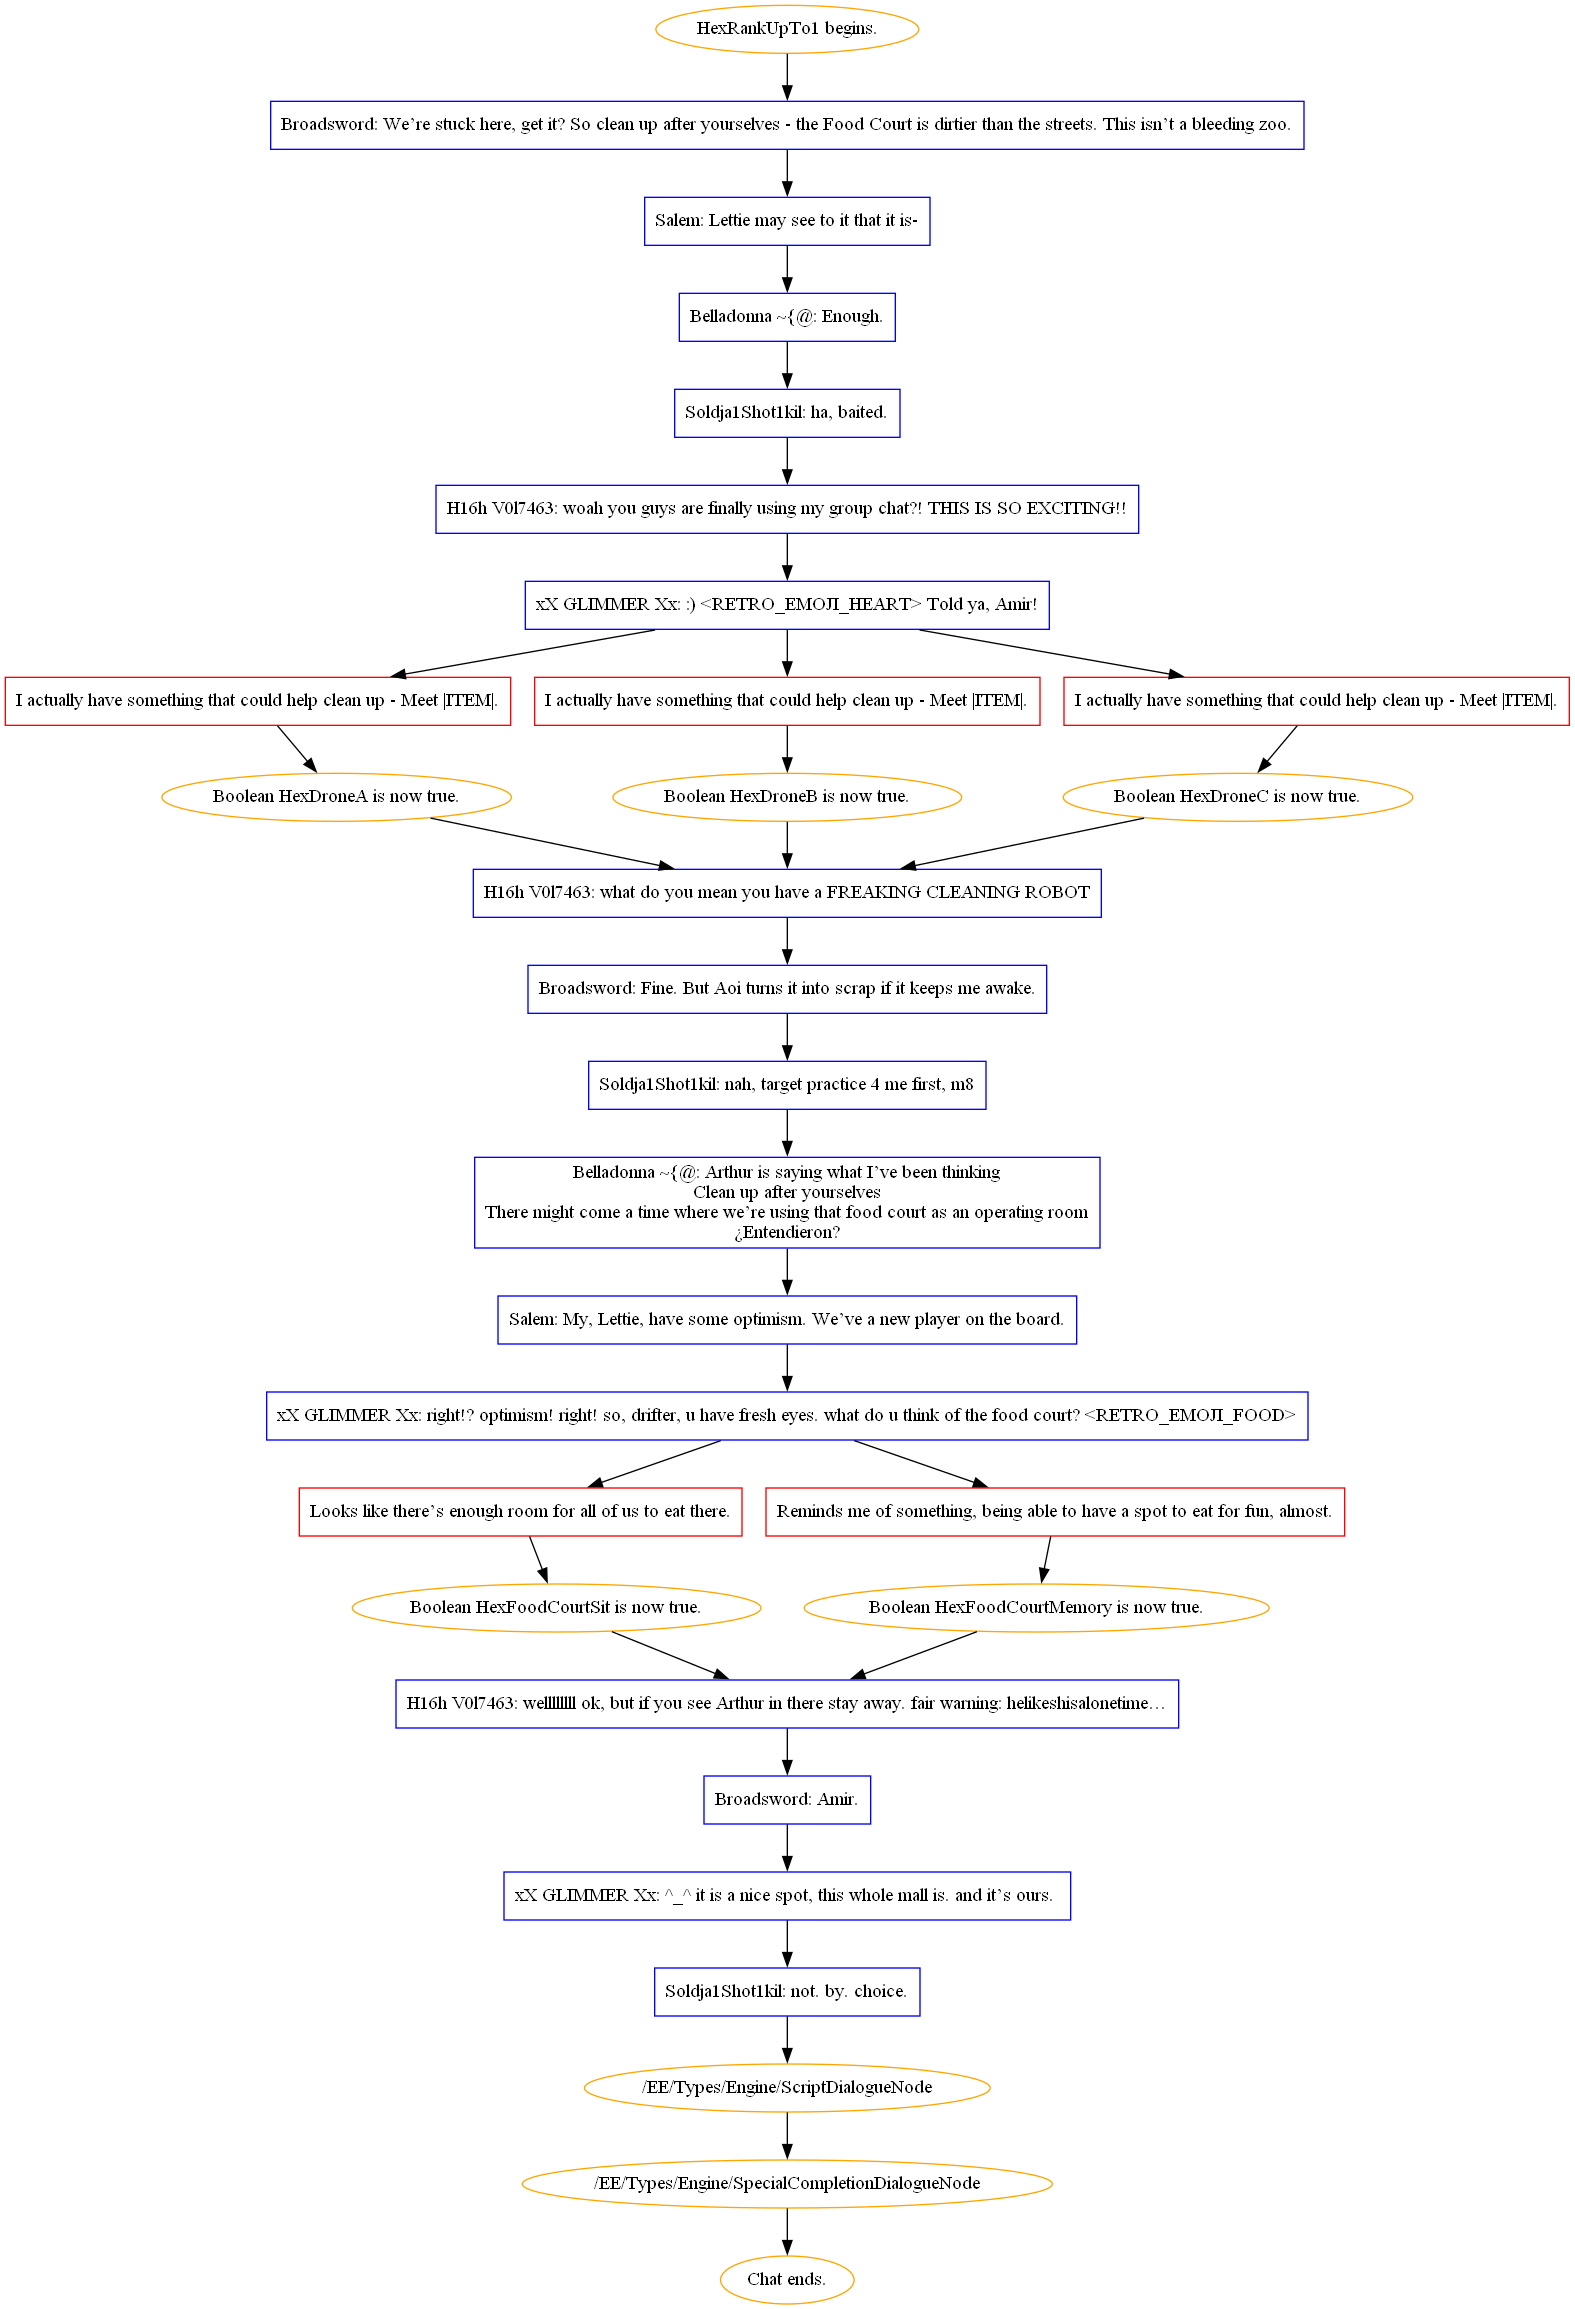 HexRankUpTo1 begins.
Broadsword: We're stuck here, get it? So clean up after yourselves - the Food Court is dirtier than the streets. This isn't a bleeding zoo.
Salem: Lettie may see to it that it is-
Belladonna ~{@: Enough.
Soldja1Shot1kil: ha, baited.
H16h V0l7463: woah you guys are finally using my group chat?! THIS IS SO EXCITING!!
xX GLIMMER Xx: :) <RETRO_EMOJI_HEART> Told ya, Amir!
I actually have something that could help clean up - Meet |ITEM|.
I actually have something that could help clean up - Meet |ITEM|.
I actually have something that could help clean up - Meet |ITEM|.
Boolean HexDroneA is now true.
Boolean HexDroneB is now true.
Boolean HexDroneC is now true.
H16h V0l7463: what do you mean you have a FREAKING CLEANING ROBOT
Broadsword: Fine. But Aoi turns it into scrap if it keeps me awake.
Soldja1Shot1kil: nah, target practice 4 me first, m8
Belladonna ~{@: Arthur is saying what I've been thinking
Clean up after yourselves
There might come a time where we're using that food court as an operating room
¿Entendieron?
Salem: My, Lettie, have some optimism. We've a new player on the board.
xX GLIMMER Xx: right!? optimism! right! so, drifter, u have fresh eyes. what do u think of the food court? <RETRO_EMOJI_FOOD>
Looks like there's enough room for all of us to eat there.
Reminds me of something, being able to have a spot to eat for fun, almost.
Boolean HexFoodCourtSit is now true.
Boolean HexFoodCourtMemory is now true.
H16h V0l7463: wellllllll ok, but if you see Arthur in there stay away. fair warning: helikeshisalonetime…
Broadsword: Amir.
xX GLIMMER Xx: ^_^ it is a nice spot, this whole mall is. and it's ours.
Soldja1Shot1kil: not. by. choice.
/EE/Types/Engine/ScriptDialogueNode
/EE/Types/Engine/SpecialCompletionDialogueNode
Chat ends.